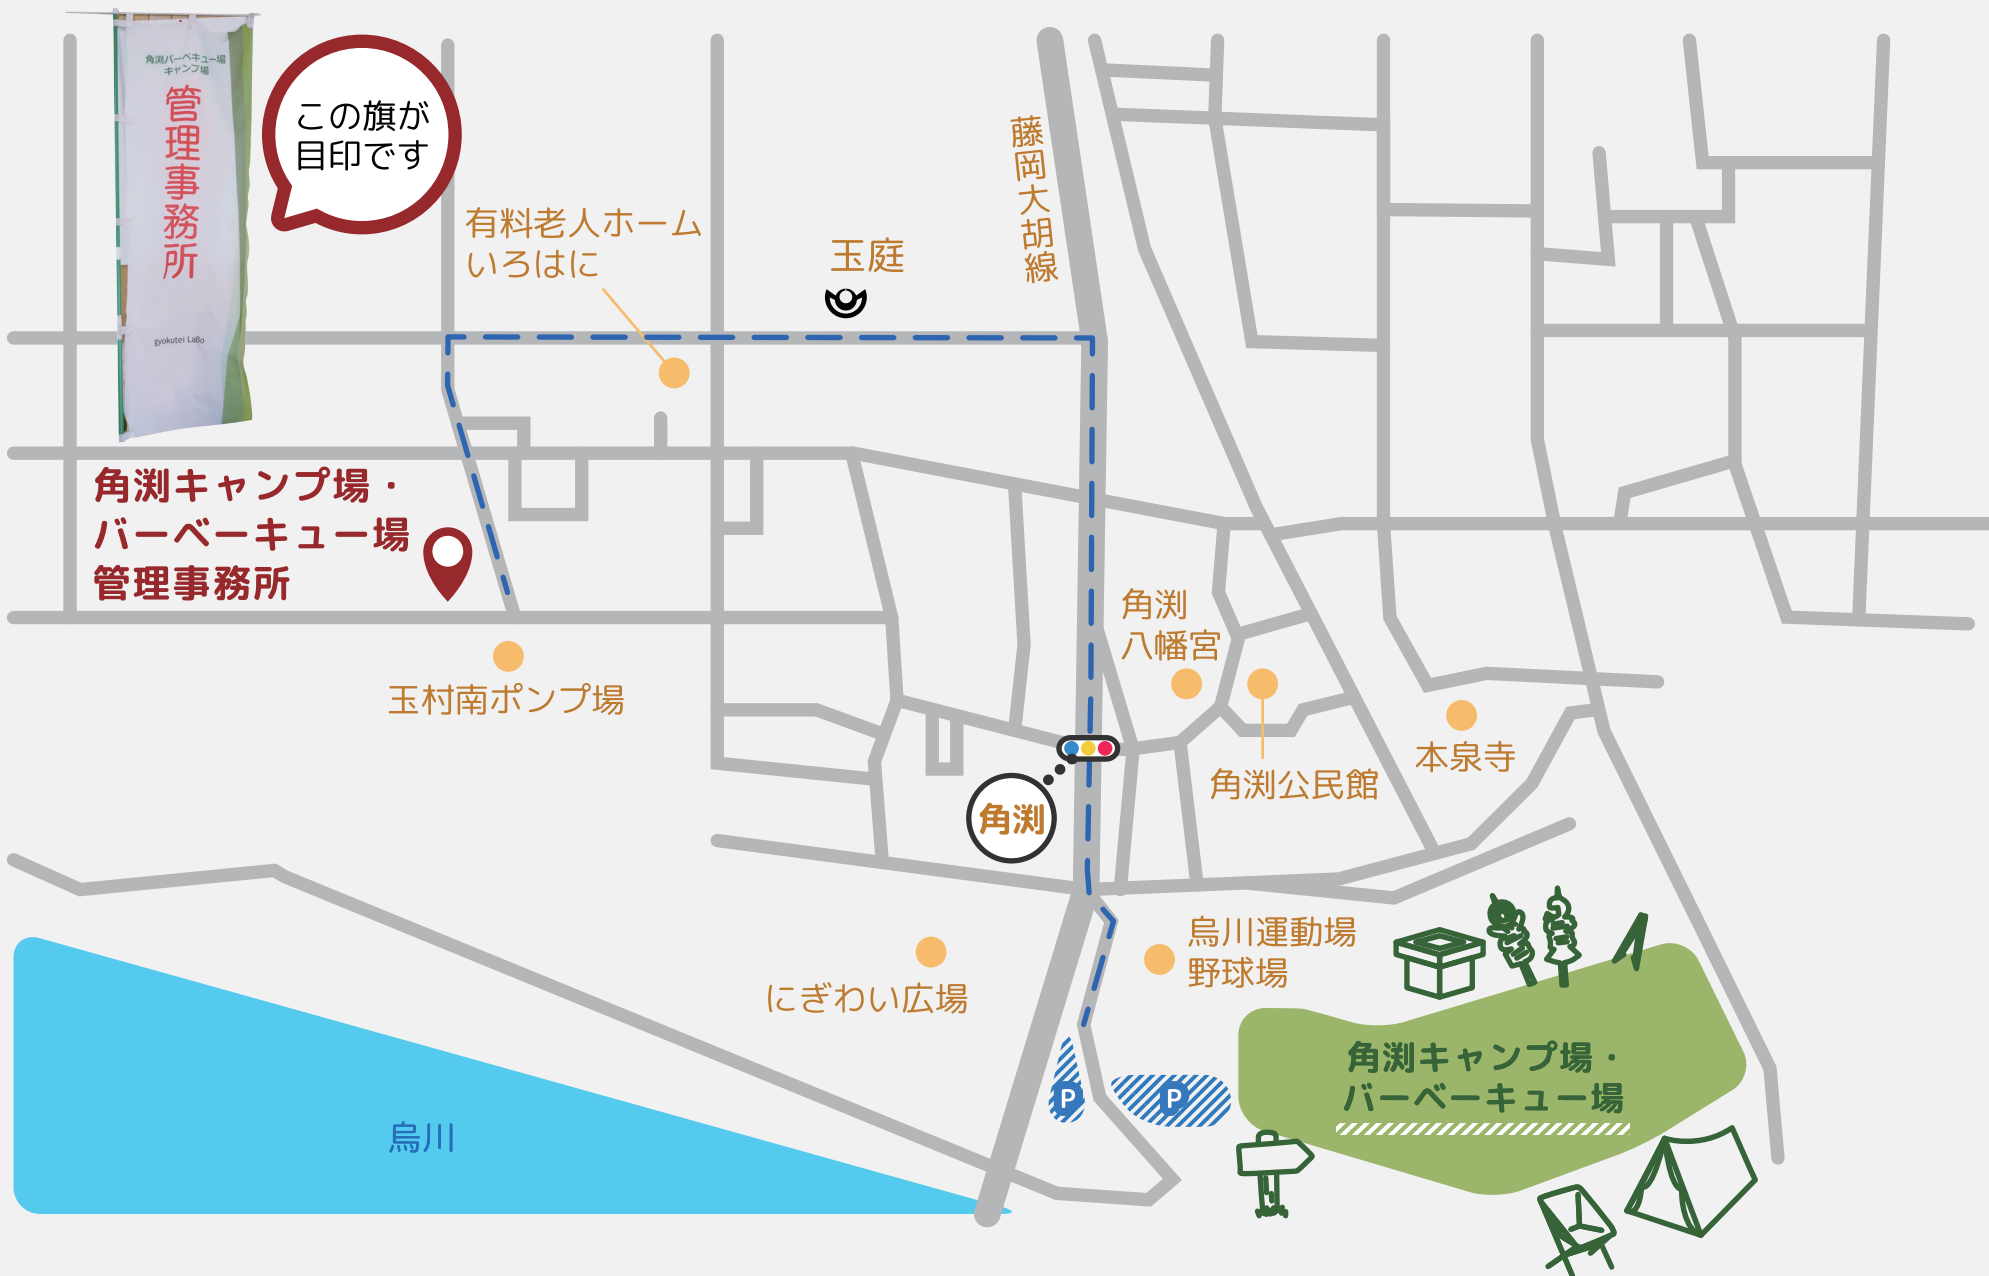 角渕バーベキュー場
キャンプ場
管理事務所
gyokutei LaBo
この旗が
目印です
有料老人ホーム
いろはに
玉庭
藤岡大胡線
角渕キャンプ場・
バーベーキュー場
管理事務所
玉村南ポンプ場
角渕
八幡宮
角渕公民館
本泉寺
角渕
烏川運動場
野球場
にぎわい広場
P
P
角渕キャンプ場・
バーベーキュー場
烏川